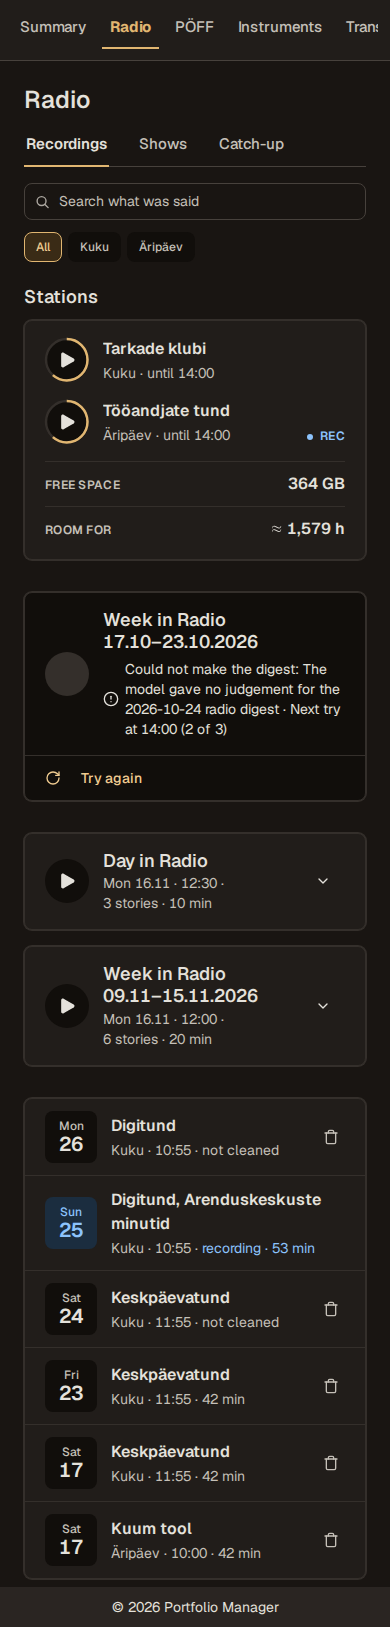 Summary Radio PÖFF Instruments Trans
Radio
Recordings Shows Catch-up
Search what was said
All Kuku Äripäev
Stations
Tarkade klubi
Kuku · until 14:00
Tööandjate tund
Äripäev · until 14:00 REC
FREE SPACE 364 GB
ROOM FOR ≈ 1,579 h
Week in Radio
17.10–23.10.2026
Could not make the digest: The
model gave no judgement for the
2026-10-24 radio digest · Next try
at 14:00 (2 of 3)
Try again
Day in Radio
Mon 16.11 · 12:30 ·
3 stories · 10 min
Week in Radio
09.11–15.11.2026
Mon 16.11 · 12:00 ·
6 stories · 20 min
Mon
26
Digitund
Kuku · 10:55 · not cleaned
Sun
25
Digitund, Arenduskeskuste
minutid
Kuku · 10:55 · recording · 53 min
Sat
24
Keskpäevatund
Kuku · 11:55 · not cleaned
Fri
23
Keskpäevatund
Kuku · 11:55 · 42 min
Sat
17
Keskpäevatund
Kuku · 11:55 · 42 min
Sat
17
Kuum tool
Äripäev · 10:00 · 42 min
© 2026 Portfolio Manager